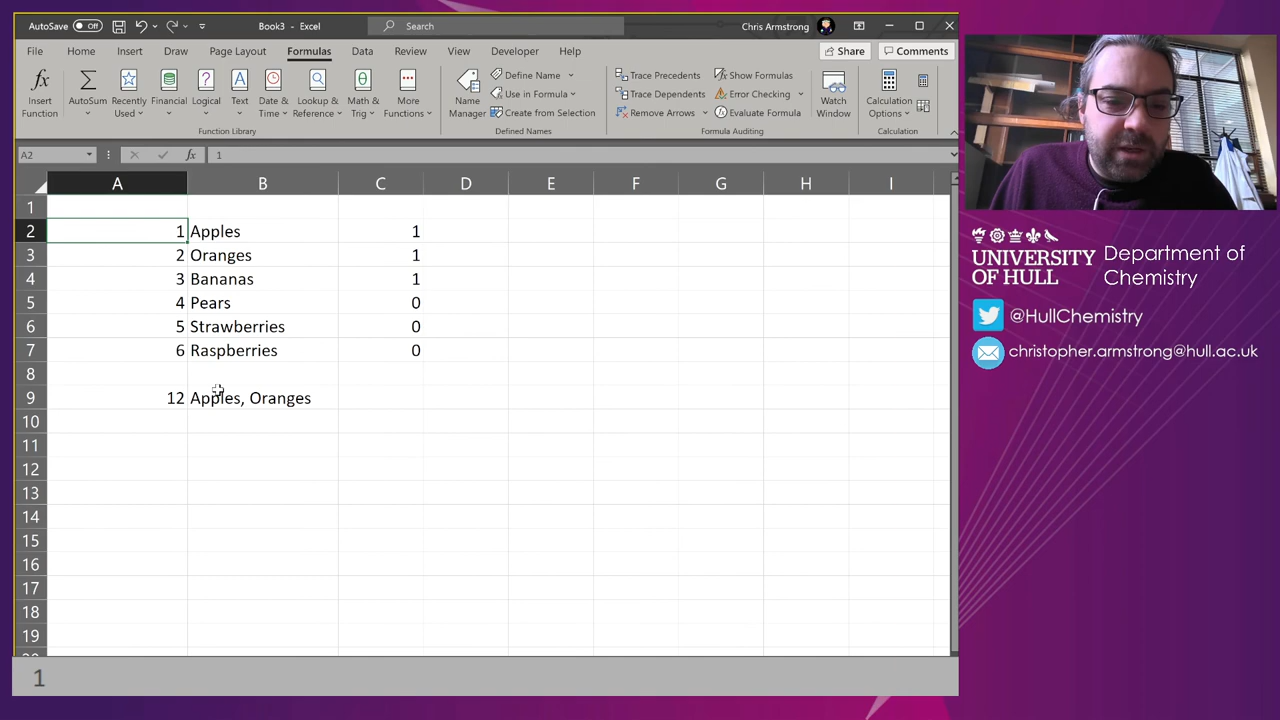 AutoSave Off Book3 - Excel Search Chris Armstrong
File Home Insert Draw Page Layout Formulas Data Review View Developer Help Share Comments
Insert Function
AutoSum
Recently Used
Financial
Logical
Text
Date & Time
Lookup & Reference
Math & Trig
More Functions
Function Library
Name Manager
Define Name
Use in Formula
Create from Selection
Defined Names
Trace Precedents
Trace Dependents
Remove Arrows
Show Formulas
Error Checking
Evaluate Formula
Formula Auditing
Watch Window
Calculation Options
Calculation
A2 fx 1
A B C D E F G H I
1
2 1 Apples 1
3 2 Oranges 1
4 3 Bananas 1
5 4 Pears 0
6 5 Strawberries 0
7 6 Raspberries 0
8
9 12 Apples, Oranges
10
11
12
13
14
15
16
17
18
19
1
UNIVERSITY OF HULL
Department of Chemistry
@HullChemistry
christopher.armstrong@hull.ac.uk